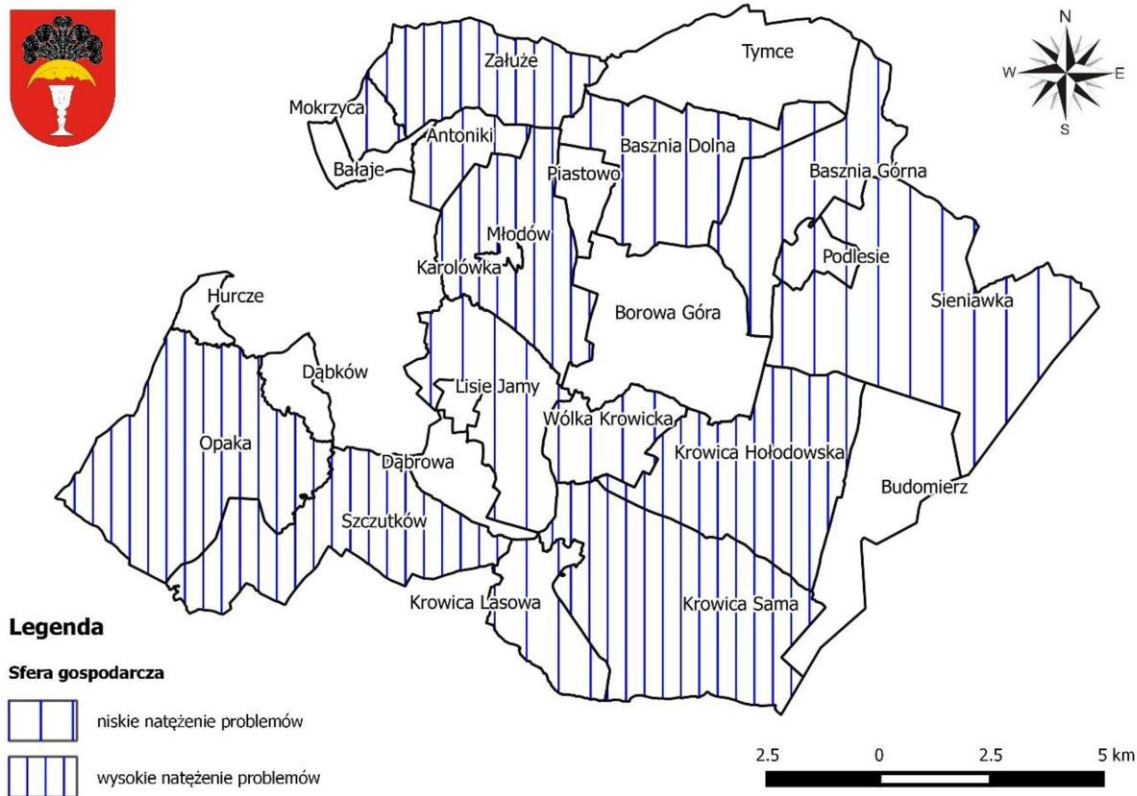 N
W
E
S
Tymce
Załuże
Mokrzyca
Antoniki
Basznia Dolna
Bałaje
Piastowo
Basznia Górna
Młodów
Karolówka
Podlesie
Hurcze
Sieniawka
Borowa Góra
Dąbków
Lisie Jamy
Wólka Krowicka
Opaka
Krowica Hołodowska
Dąbrowa
Budomierz
Szczutków
Krowica Lasowa
Krowica Sama
Legenda
Sfera gospodarcza
niskie natężenie problemów
wysokie natężenie problemów
2.5 0 2.5 5 km